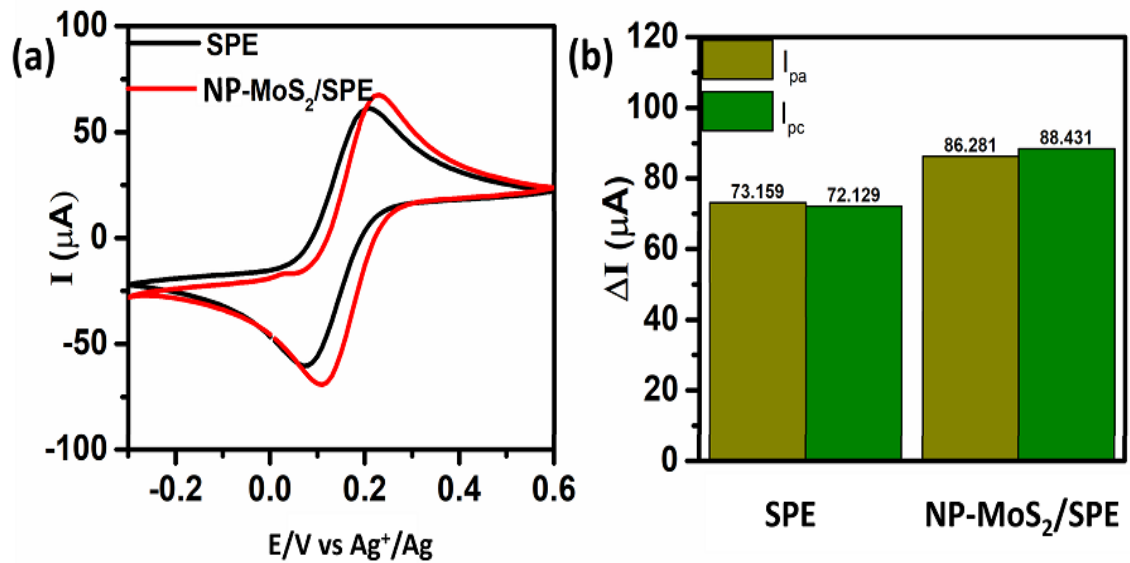 (a)
SPE
NP-MoS₂/SPE
100
50
0
-50
-100
I (μA)
-0.2
0.0
0.2
0.4
0.6
E/V vs Ag⁺/Ag
(b)
Iₚₐ
Iₚ꜀
120
100
80
60
40
20
0
ΔI (μA)
73.159
72.129
86.281
88.431
SPE
NP-MoS₂/SPE